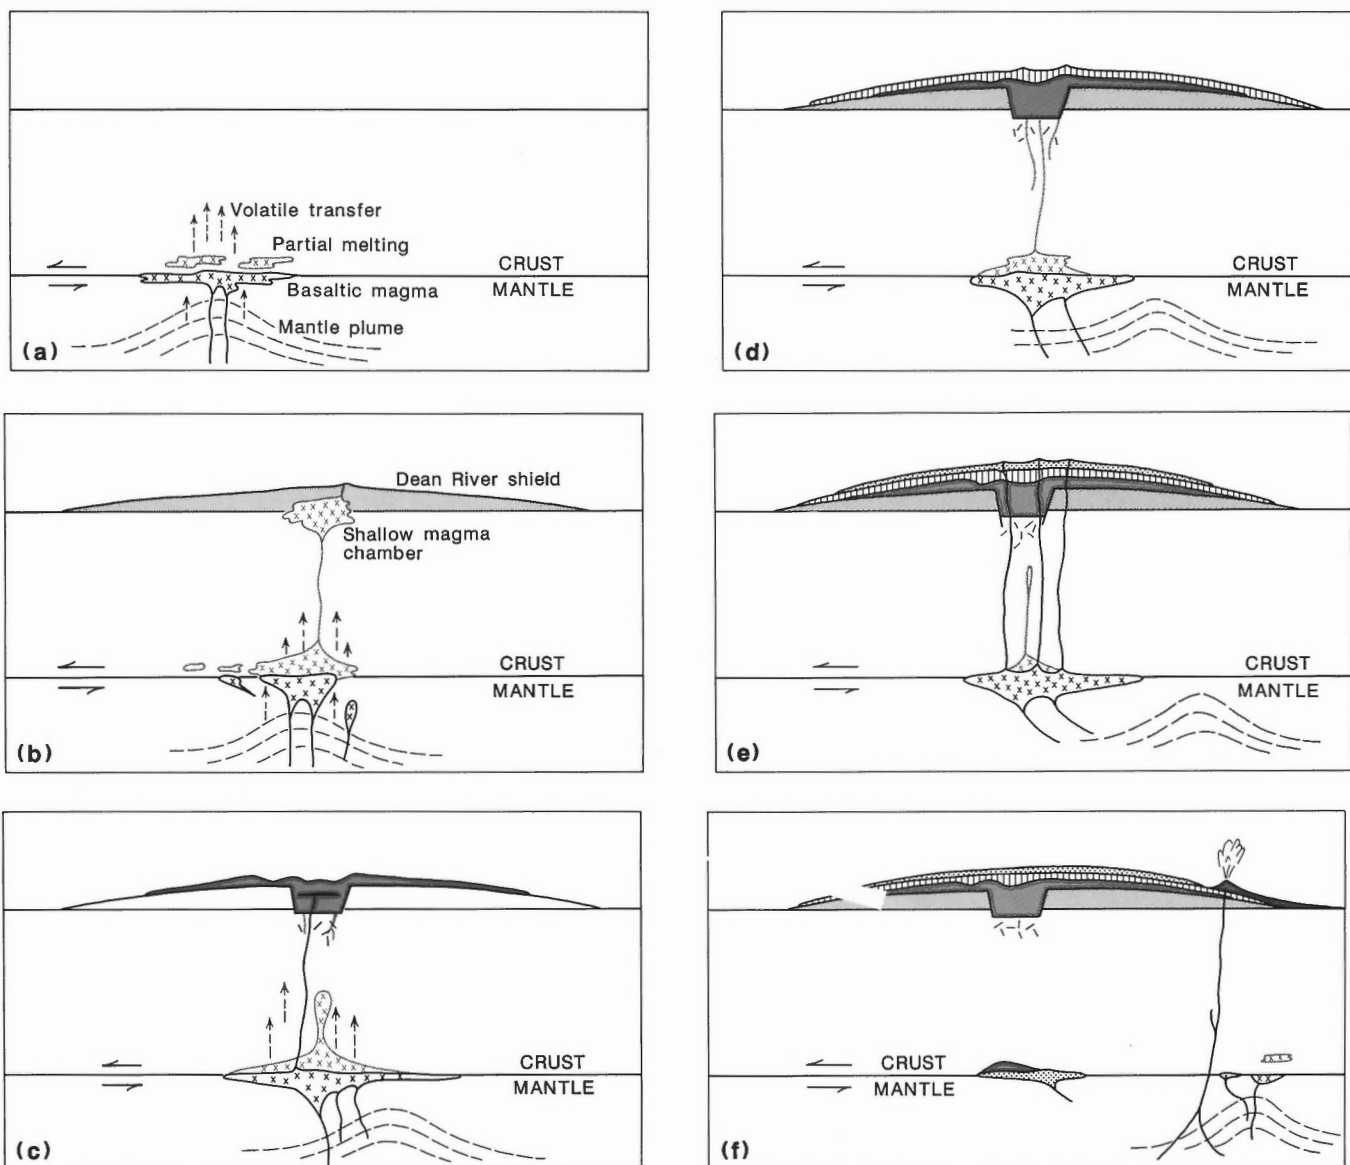 Volatile transfer
Partial melting
CRUST
MANTLE
Basaltic magma
Mantle plume
(a)
Dean River shield
Shallow magma
chamber
CRUST
MANTLE
(b)
CRUST
MANTLE
(c)
CRUST
MANTLE
(d)
CRUST
MANTLE
(e)
CRUST
MANTLE
(f)